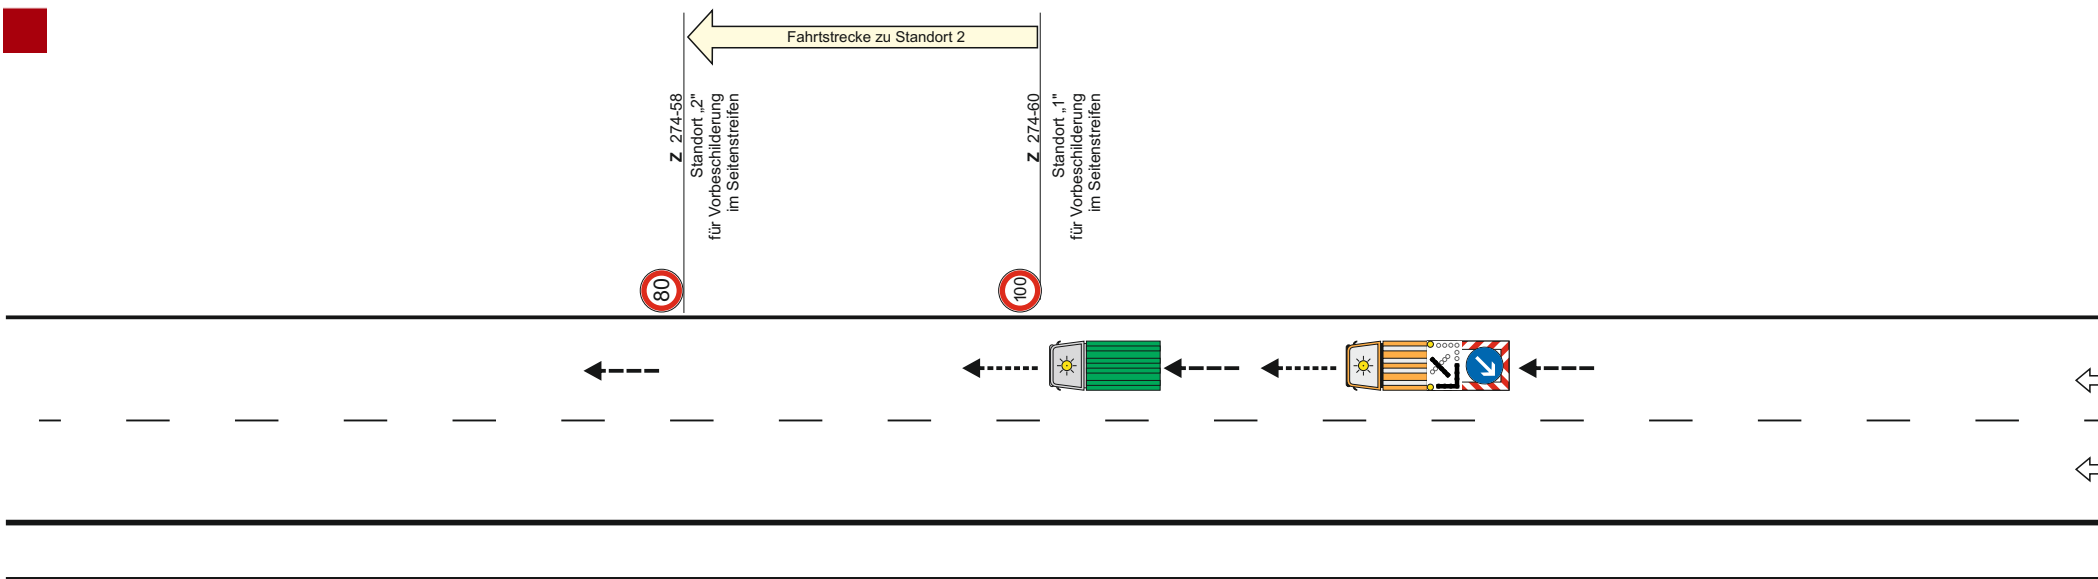 Fahrtstrecke zu Standort 2
Z 274-58
Standort „2"
für Vorbeschilderung
im Seitenstreifen
Z 274-60
Standort „1"
für Vorbeschilderung
im Seitenstreifen
80
100